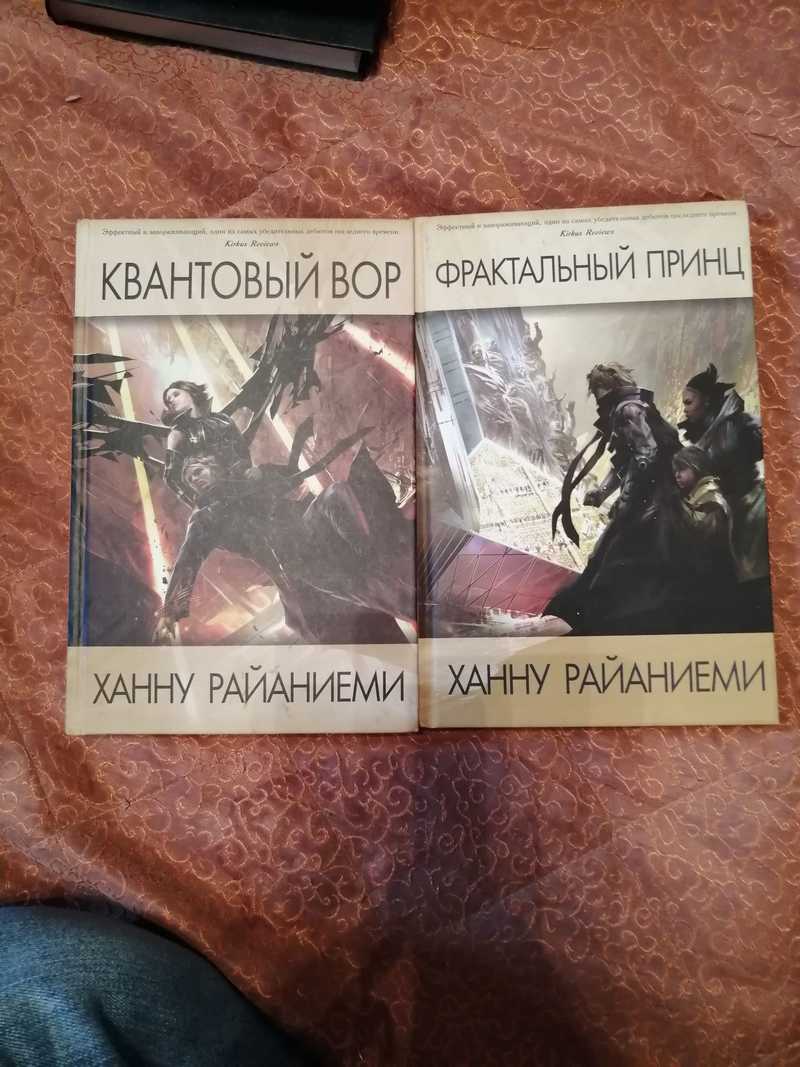 Эффектный и завораживающий, один из самых убедительных дебютов последнего времени.
Kirkus Reviews
КВАНТОВЫЙ ВОР
ХАННУ РАЙАНИЕМИ
Эффектный и завораживающий, один из самых убедительных дебютов последнего времени.
Kirkus Reviews
ФРАКТАЛЬНЫЙ ПРИНЦ
ХАННУ РАЙАНИЕМИ